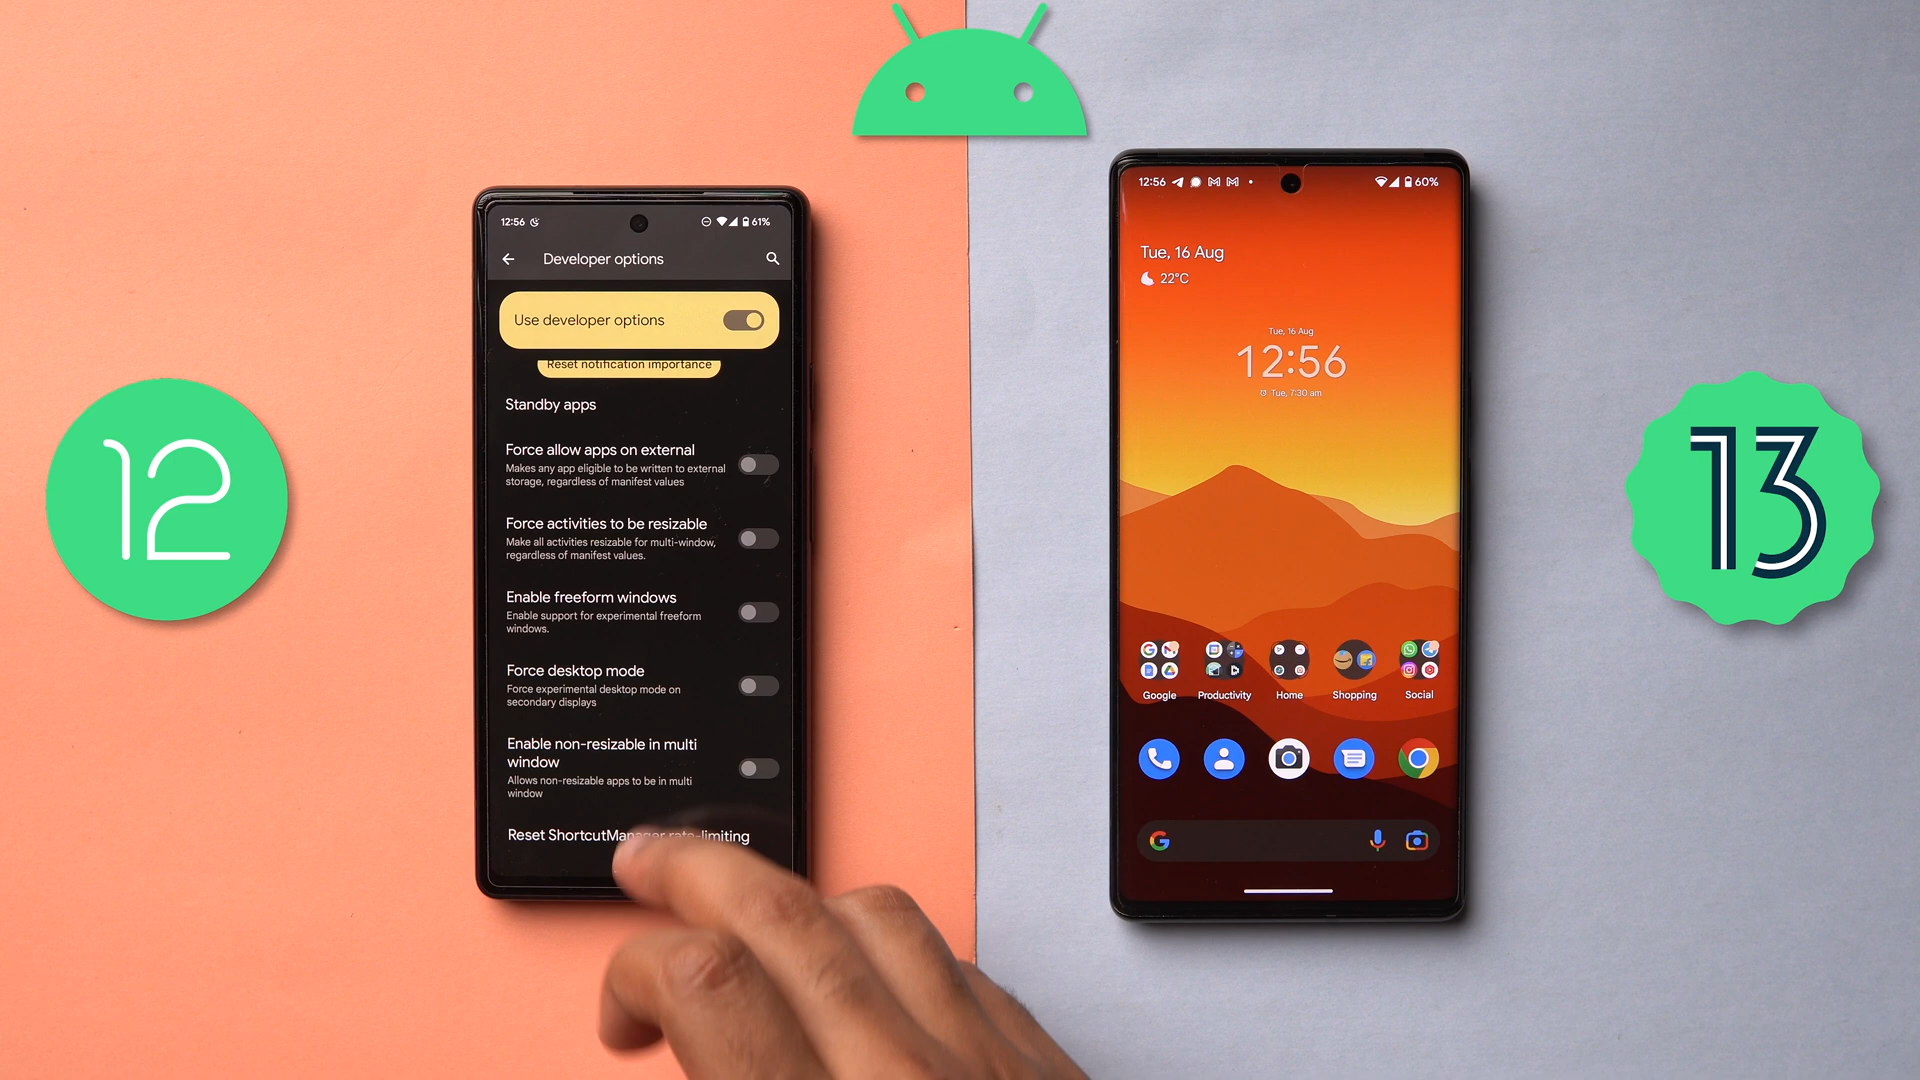 12
12:56
61%
Developer options
Use developer options
Reset notification importance
Standby apps
Force allow apps on external
Makes any app eligible to be written to external
storage, regardless of manifest values
Force activities to be resizable
Make all activities resizable for multi-window,
regardless of manifest values.
Enable freeform windows
Enable support for experimental freeform
windows.
Force desktop mode
Force experimental desktop mode on
secondary displays
Enable non-resizable in multi
window
Allows non-resizable apps to be in multi
window
Reset ShortcutManager rate-limiting
12:56
60%
Tue, 16 Aug
22°C
Tue, 16 Aug
12:56
Tue, 7:30 am
Google Productivity Home Shopping Social
13